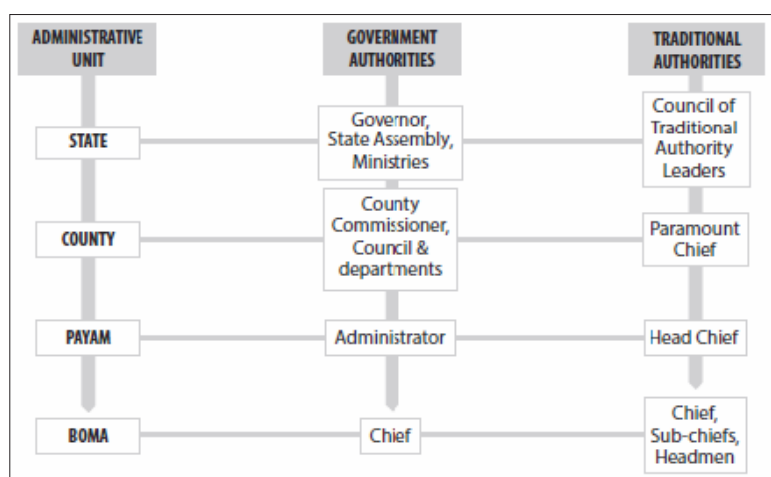 ADMINISTRATIVE
UNIT
GOVERNMENT
AUTHORITIES
TRADITIONAL
AUTHORITIES
STATE
Governor,
State Assembly,
Ministries
Council of
Traditional
Authority
Leaders
COUNTY
County
Commissioner,
Council &
departments
Paramount
Chief
PAYAM
Administrator
Head Chief
BOMA
Chief
Chief,
Sub-chiefs,
Headmen